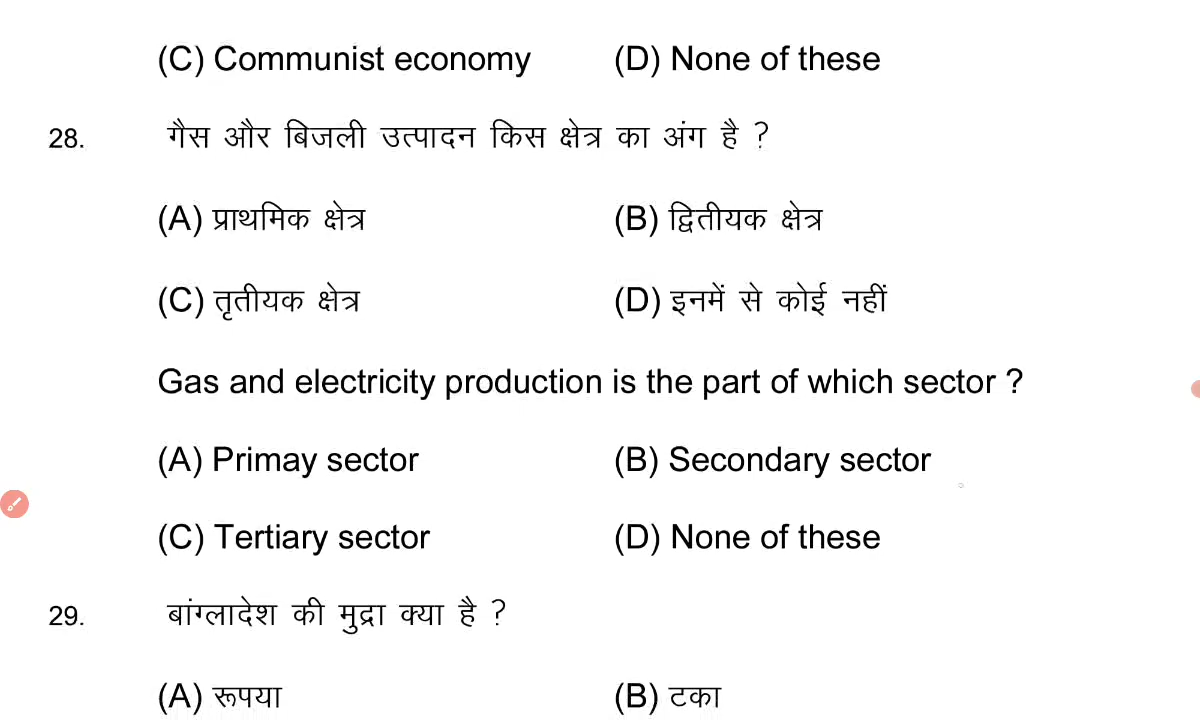 (C) Communist economy (D) None of these
28. गैस और बिजली उत्पादन किस क्षेत्र का अंग है ?
(A) प्राथमिक क्षेत्र (B) द्वितीयक क्षेत्र
(C) तृतीयक क्षेत्र (D) इनमें से कोई नहीं
Gas and electricity production is the part of which sector ?
(A) Primay sector (B) Secondary sector
(C) Tertiary sector (D) None of these
29. बांग्लादेश की मुद्रा क्या है ?
(A) रूपया (B) टका